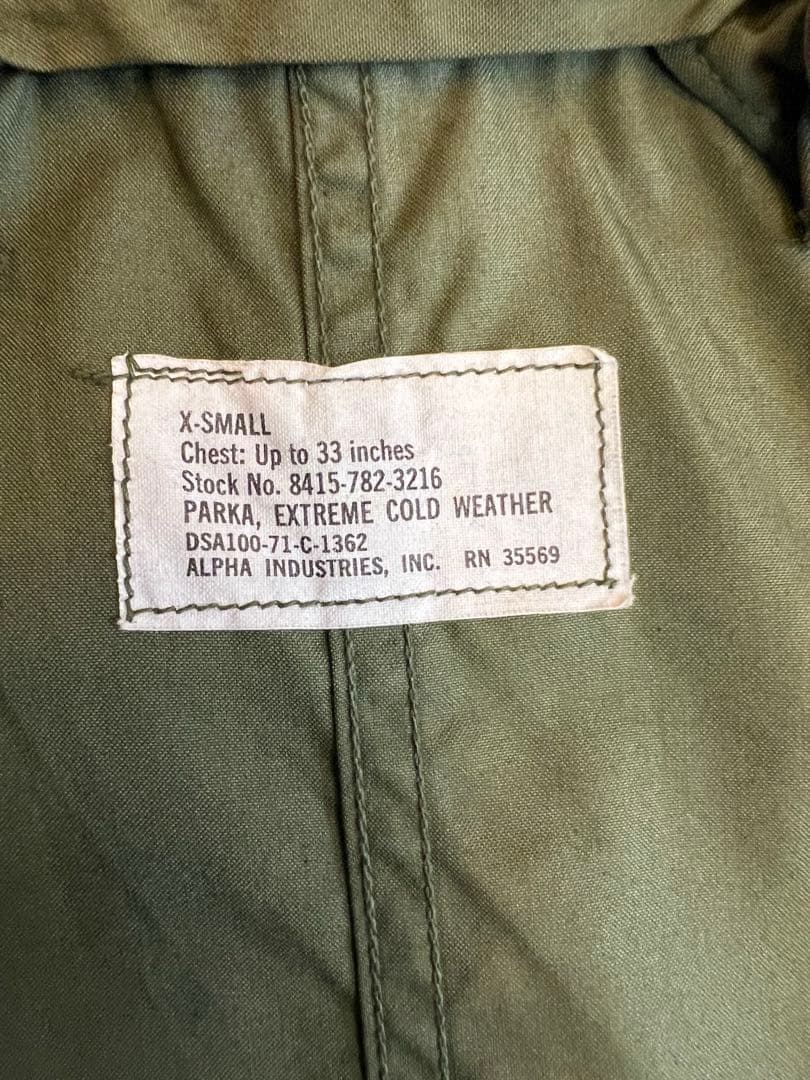 X-SMALL
Chest: Up to 33 inches
Stock No. 8415-782-3216
PARKA, EXTREME COLD WEATHER
DSA100-71-C-1362
ALPHA INDUSTRIES, INC. RN 35569